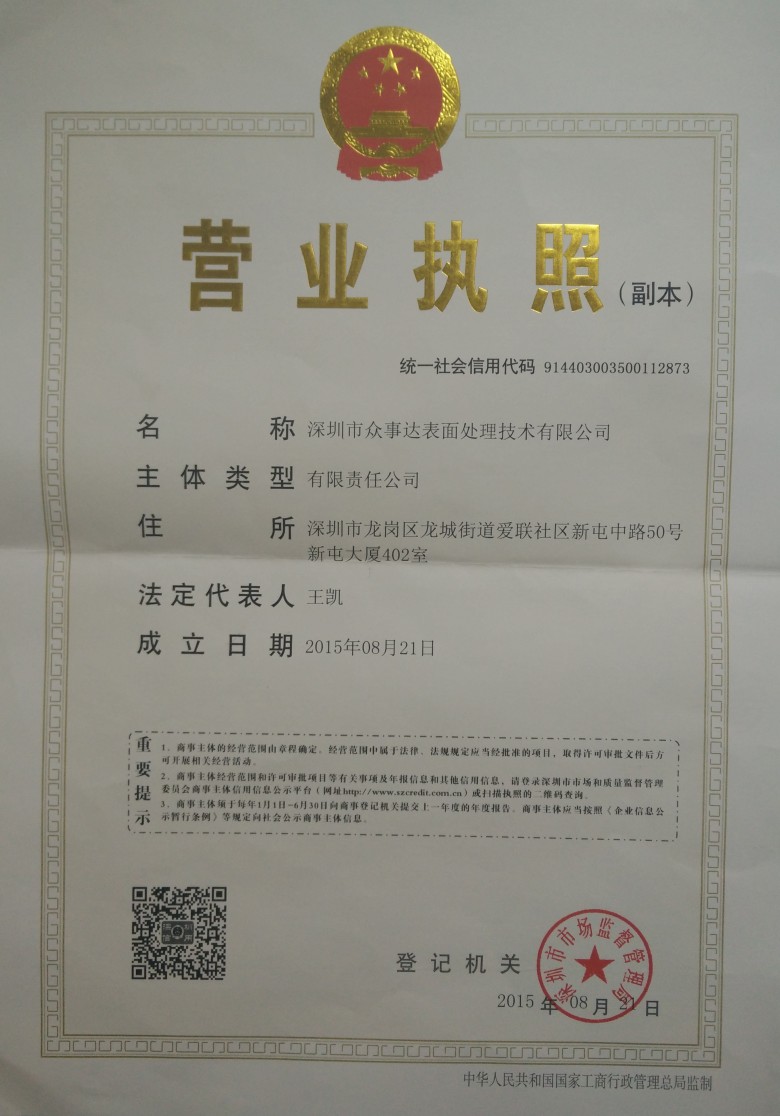 营业执照（副本）
统一社会信用代码 914403003500112873
名称 深圳市众事达表面处理技术有限公司
主体类型 有限责任公司
住所 深圳市龙岗区龙城街道爱联社区新屯中路50号
新屯大厦402室
法定代表人 王凯
成立日期 2015年08月21日
重要提示
1．商事主体的经营范围由章程确定。经营范围中属于法律、法规规定应当经批准的项目，取得许可审批文件后方
可开展相关经营活动。
2．商事主体经营范围和许可审批项目等有关事项及年报信息和其他信用信息，请登录深圳市市场和质量监督管理
委员会商事主体信用信息公示平台（网址http://www.szcredit.com.cn）或扫描执照的二维码查询。
3．商事主体须于每年1月1日-6月30日向商事登记机关提交上一年度的年度报告。商事主体应当按照《企业信息公
示暂行条例》等规定向社会公示商事主体信息。
登记机关
深圳市市场监督管理局
2015年08月21日
中华人民共和国国家工商行政管理总局监制